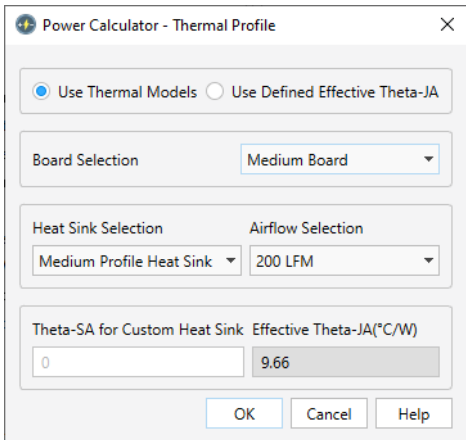 Power Calculator - Thermal Profile
Use Thermal Models Use Defined Effective Theta-JA
Board Selection Medium Board
Heat Sink Selection Airflow Selection
Medium Profile Heat Sink 200 LFM
Theta-SA for Custom Heat Sink Effective Theta-JA(°C/W)
0 9.66
OK Cancel Help